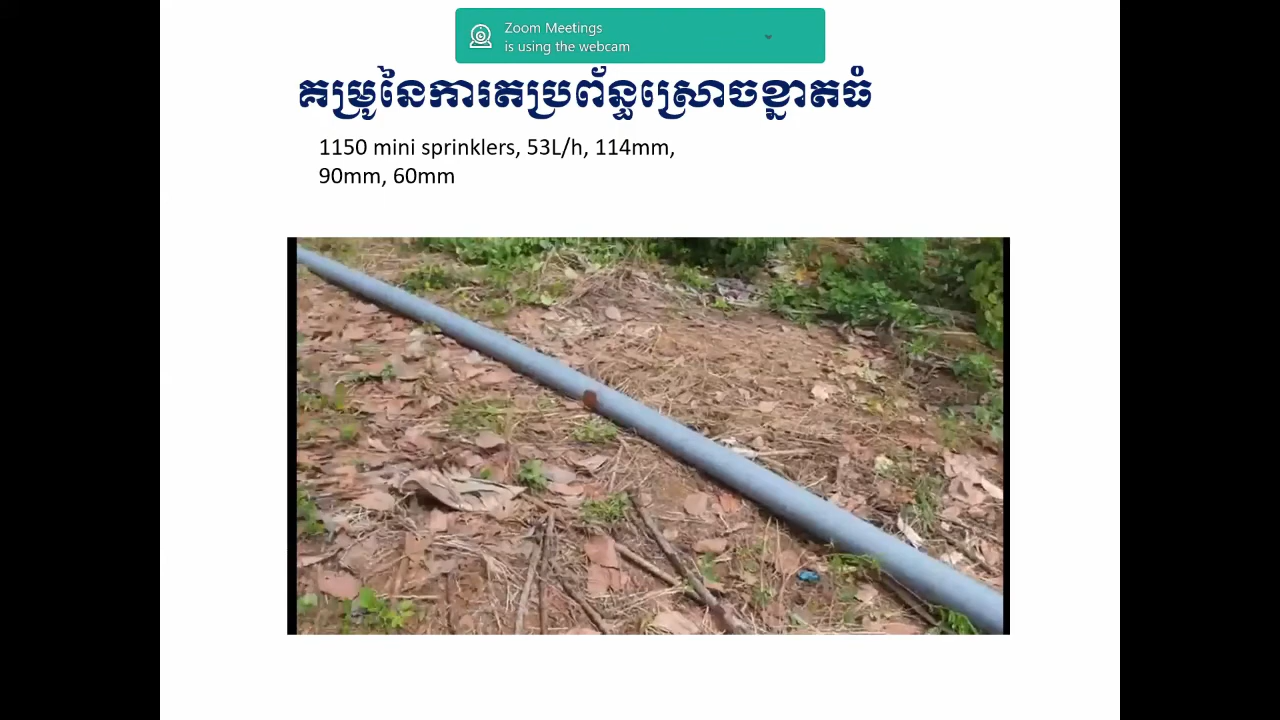 Zoom Meetings
is using the webcam
គម្រូនៃការតប្រព័ន្ធស្រោចខ្នាតធំ
1150 mini sprinklers, 53L/h, 114mm,
90mm, 60mm